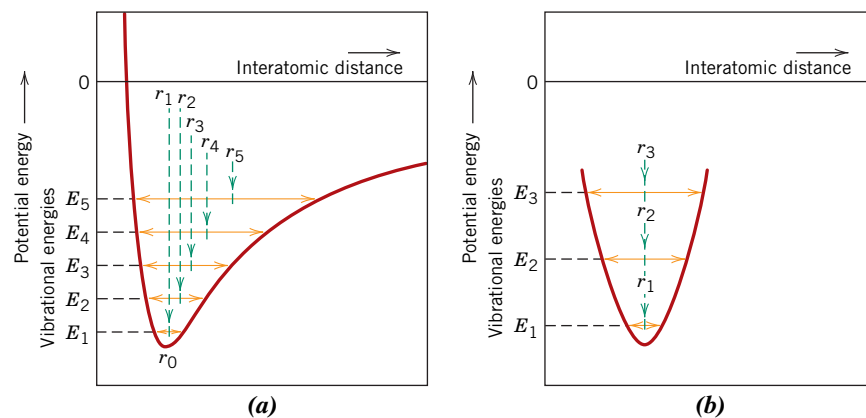 Interatomic distance
0
Potential energy
Vibrational energies
r1
r2
r3
r4
r5
E5
E4
E3
E2
E1
r0
(a)
Interatomic distance
0
Potential energy
Vibrational energies
r3
r2
r1
E3
E2
E1
(b)